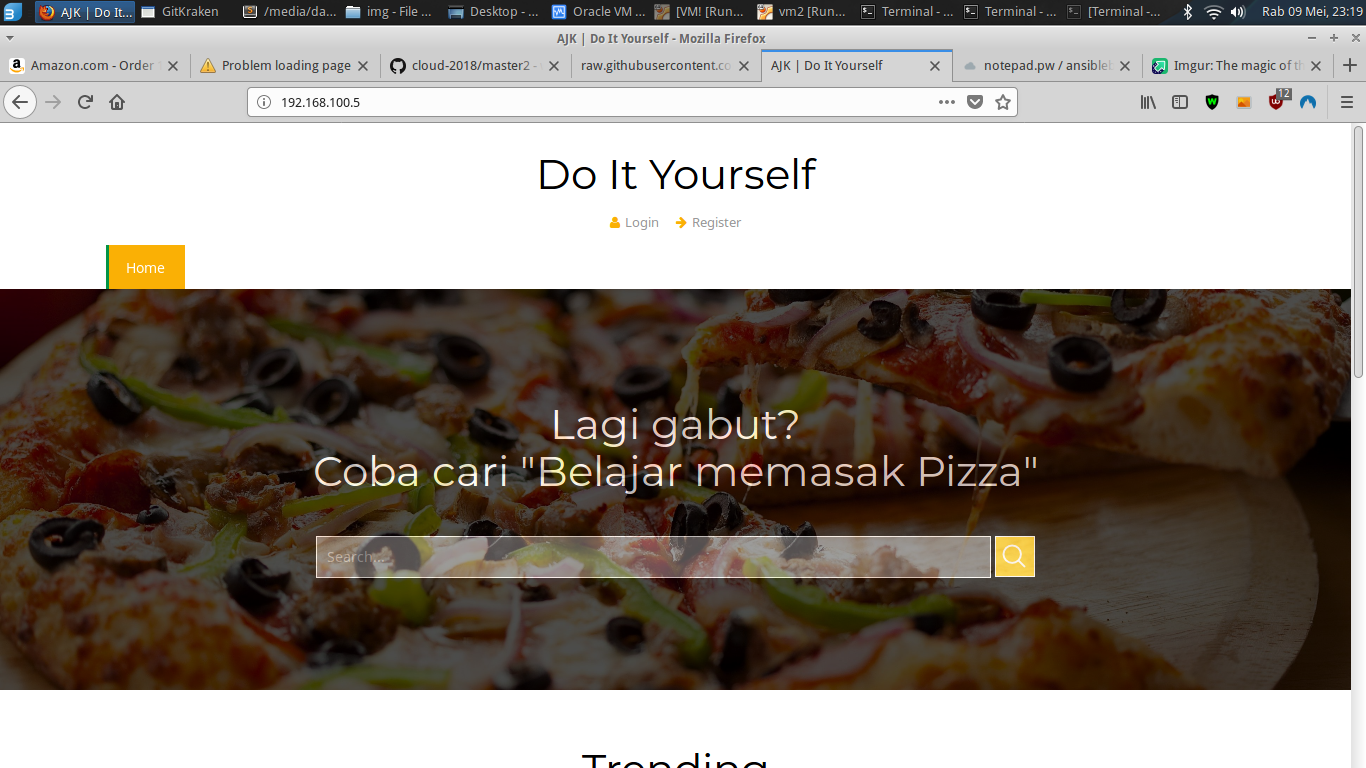 AJK | Do It...
GitKraken
/media/da...
img - File ...
Desktop - ...
Oracle VM ...
[VM! [Run...
vm2 [Run...
Terminal - ...
Terminal - ...
[Terminal -...
Rab 09 Mei, 23:19
AJK | Do It Yourself - Mozilla Firefox
Amazon.com - Order
Problem loading page
cloud-2018/master2 -
raw.githubusercontent.co
AJK | Do It Yourself
notepad.pw / ansible
Imgur: The magic of th
192.168.100.5
12
Do It Yourself
Login
Register
Home
Lagi gabut?
Coba cari "Belajar memasak Pizza"
Search...
Trending